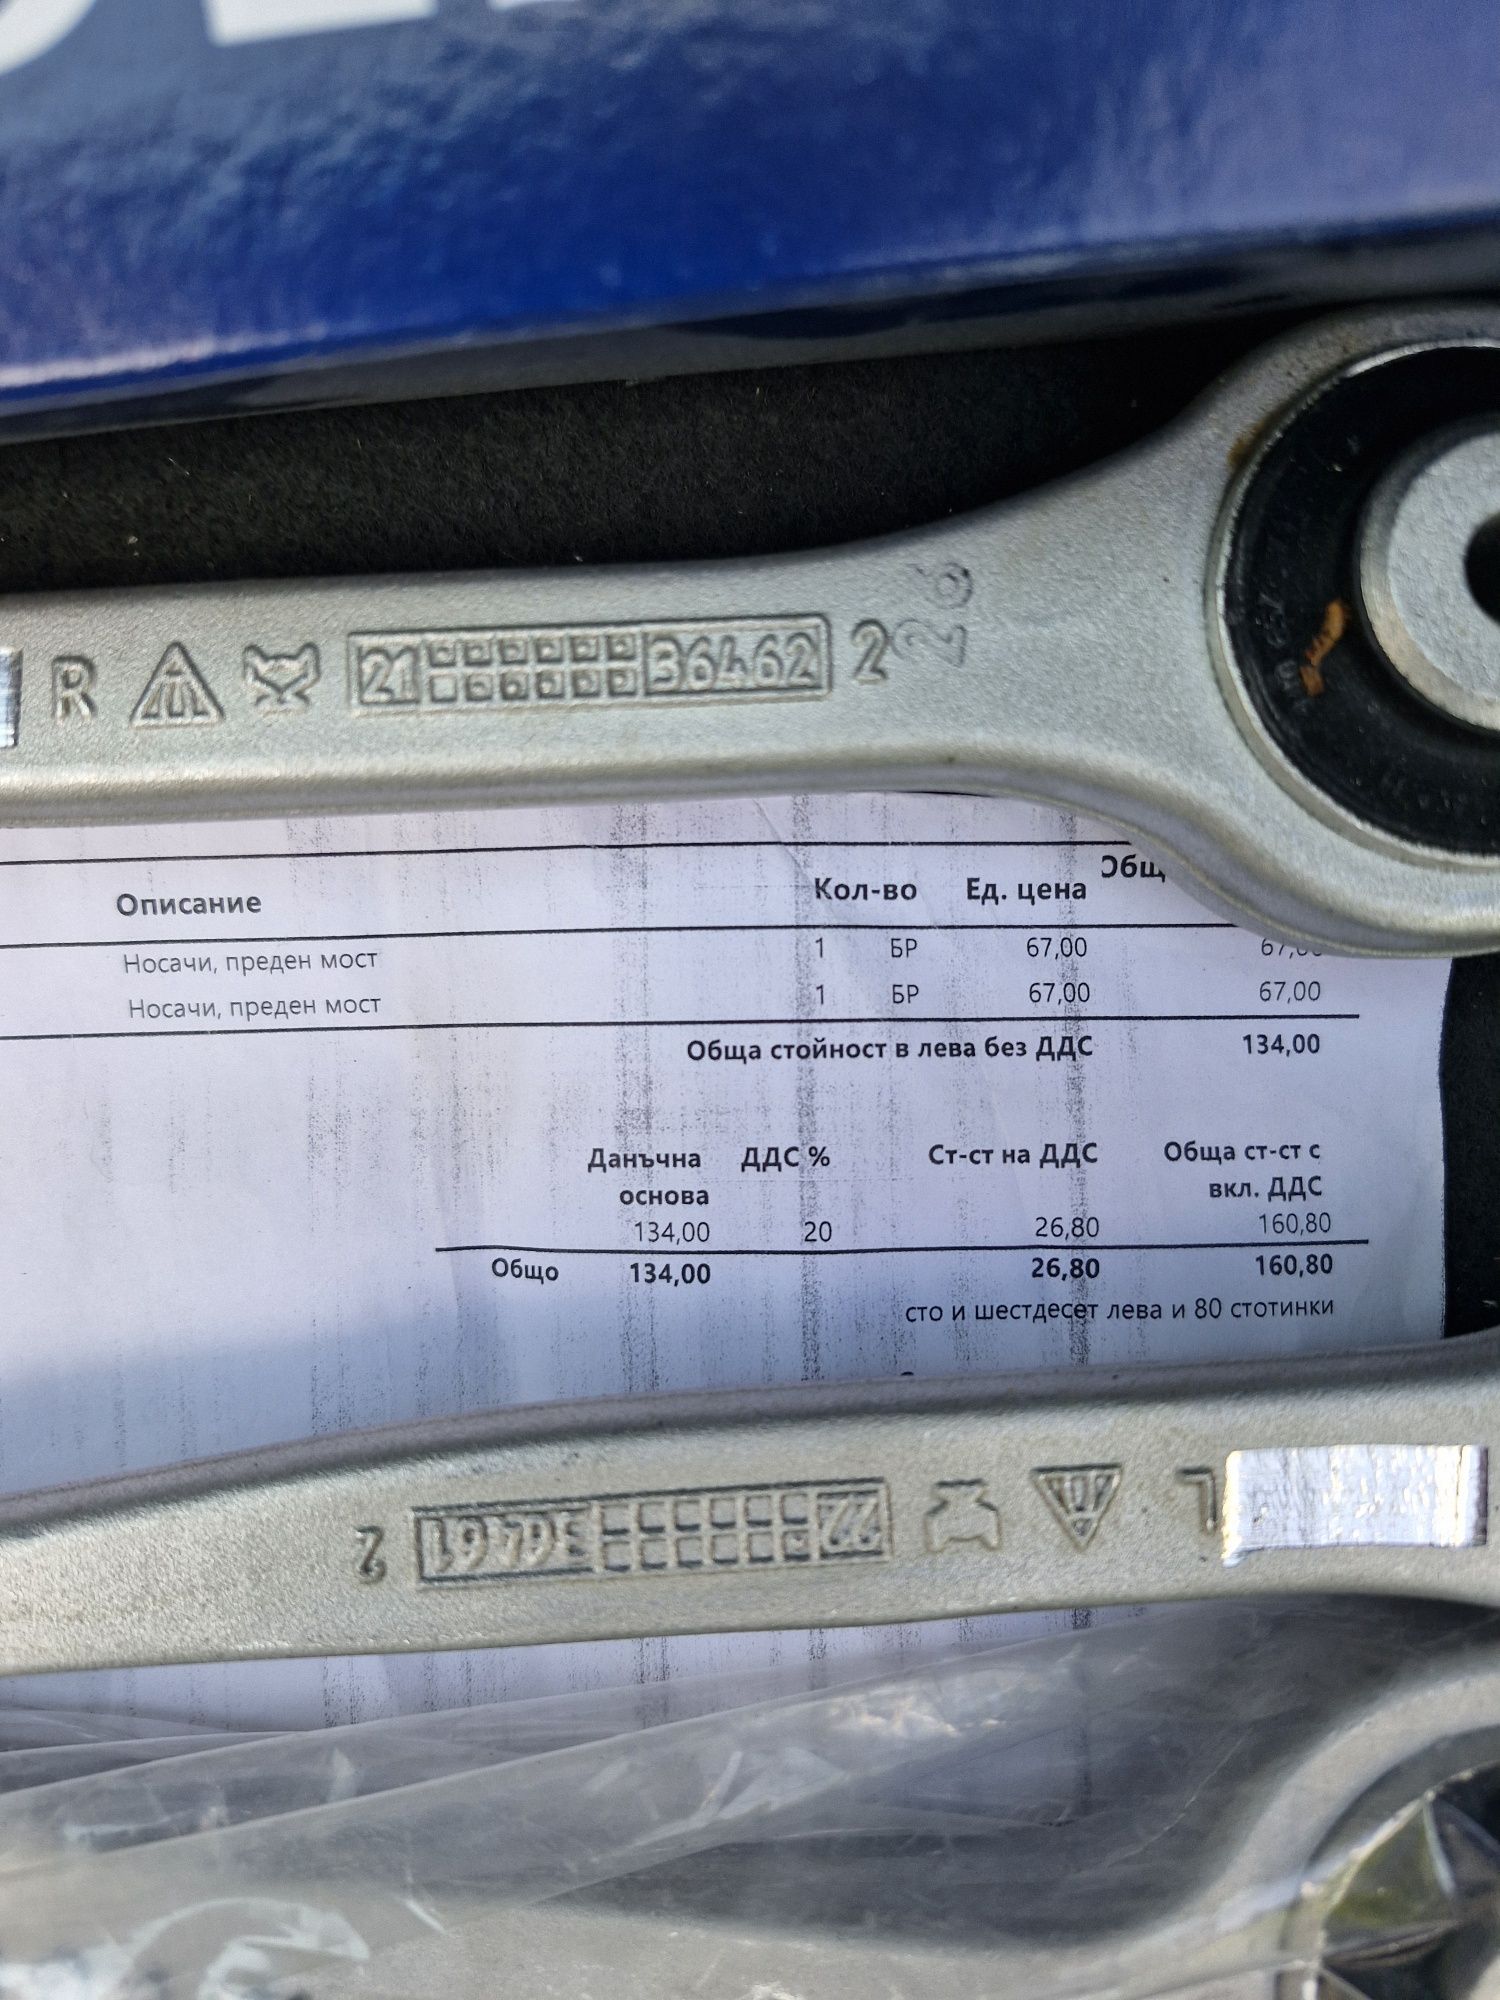 R 21 36462 2
26
Описание Кол-во Ед. цена Общ
Носачи, преден мост 1 БР 67,00
Носачи, преден мост 1 БР 67,00 67,00
Обща стойност в лева без ДДС 134,00
Данъчна основа ДДС % Ст-ст на ДДС Обща ст-ст с вкл. ДДС
134,00 20 26,80 160,80
Общо 134,00 26,80 160,80
сто и шестдесет лева и 80 стотинки
L 22 36461 2